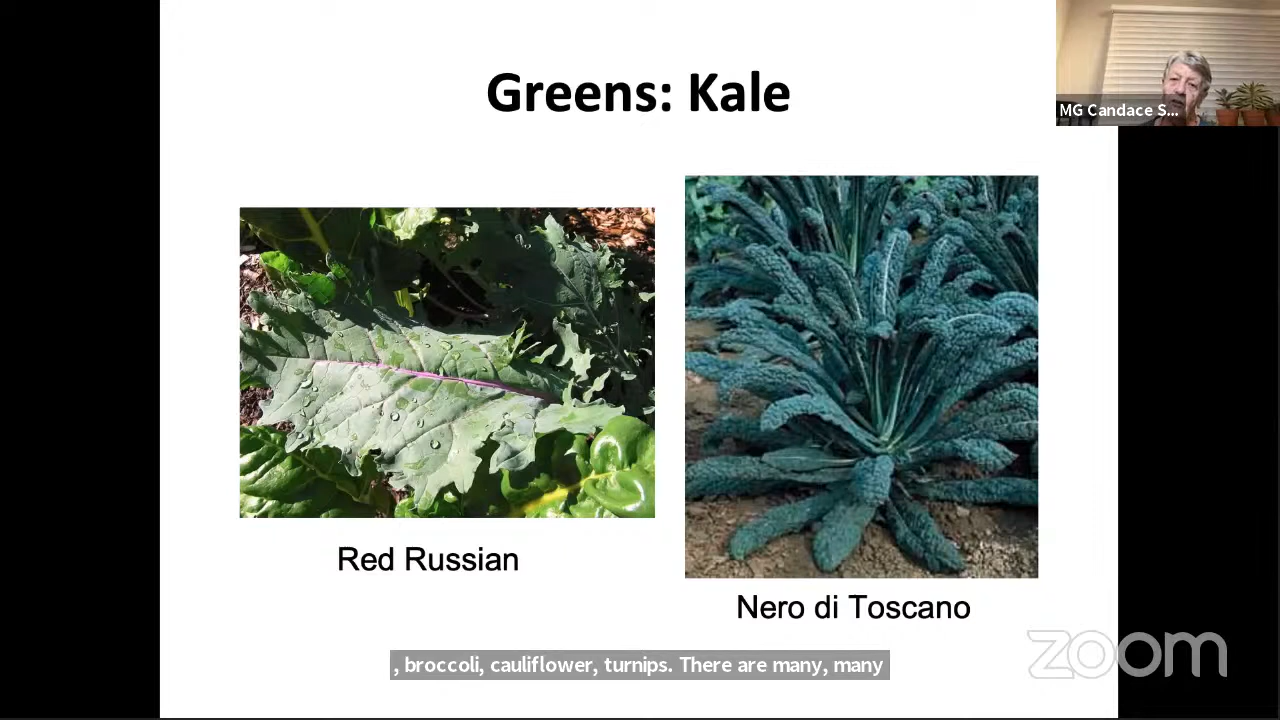 Greens: Kale
MG Candace S...
Red Russian
Nero di Toscano
, broccoli, cauliflower, turnips. There are many, many
zoom